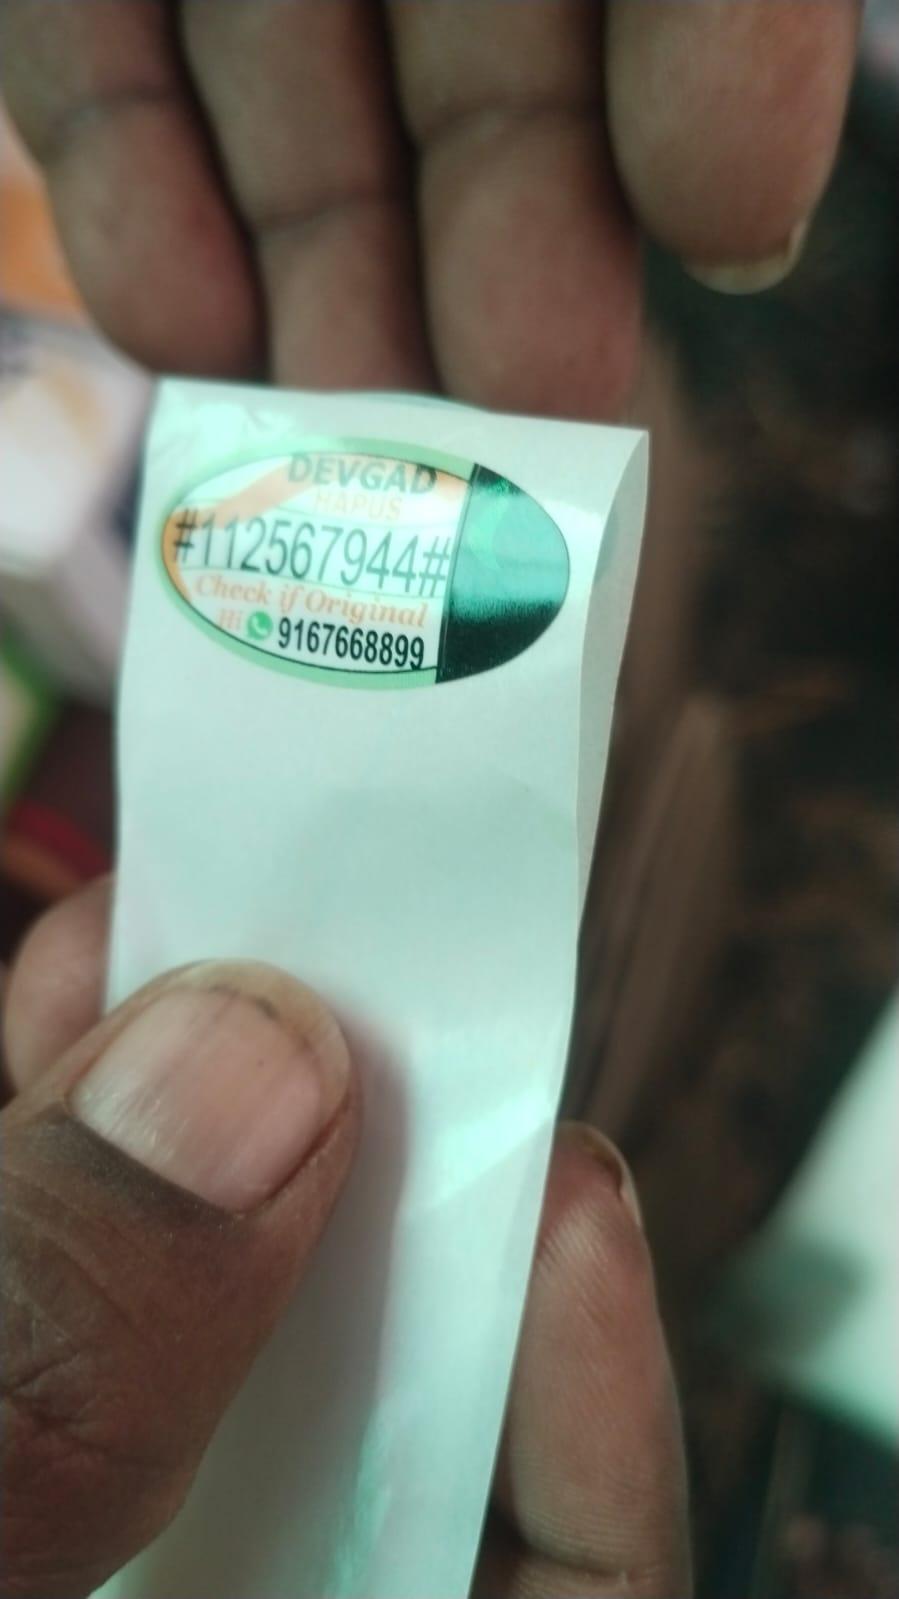 DEVGAD
HAPUS
#112567944#
Check if Original
Hi 9167668899